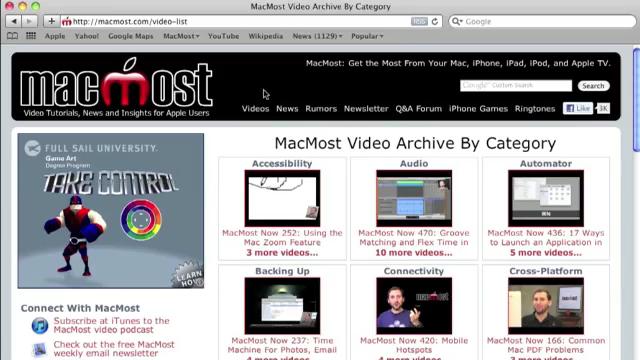 MacMost Video Archive By Category
http://macmost.com/video-list
Google
Apple Yahoo! Google Maps MacMost YouTube Wikipedia News (1129) Popular
macmost
Video Tutorials, News and Insights for Apple Users
MacMost: Get the Most From Your Mac, iPhone, iPad, iPod, and Apple TV.
Google Custom Search Search
Videos News Rumors Newsletter Q&A Forum iPhone Games Ringtones Like 3K
FULL SAIL UNIVERSITY.
Game Art
Degree Program
TAKE CONTROL
LEARN
HOW
Connect With MacMost
Subscribe at iTunes to the
MacMost video podcast
Check out the free MacMost
weekly email newsletter
MacMost Video Archive By Category
Accessibility
MacMost Now 252: Using the
Mac Zoom Feature
3 more videos...
Audio
MacMost Now 470: Groove
Matching and Flex Time in
10 more videos...
Automator
MacMost Now 436: 17 Ways
to Launch an Application in
5 more videos...
Backing Up
MacMost Now 237: Time
Machine For Photos, Email
Connectivity
MacMost Now 420: Mobile
Hotspots
Cross-Platform
MacMost Now 166: Common
Mac PDF Problems